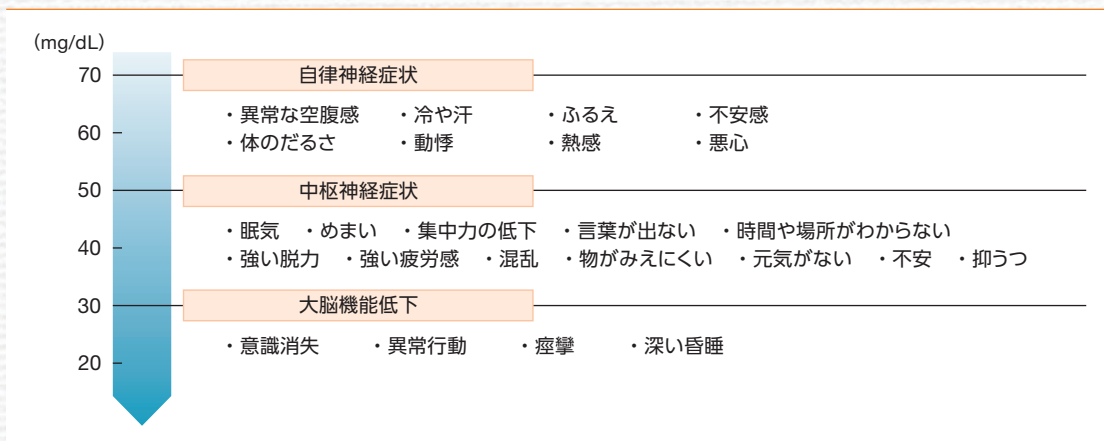 (mg/dL)
70 自律神経症状
・異常な空腹感 ・冷や汗 ・ふるえ ・不安感
60
・体のだるさ ・動悸 ・熱感 ・悪心
50 中枢神経症状
・眠気 ・めまい ・集中力の低下 ・言葉が出ない ・時間や場所がわからない
40
・強い脱力 ・強い疲労感 ・混乱 ・物がみえにくい ・元気がない ・不安 ・抑うつ
30 大脳機能低下
・意識消失 ・異常行動 ・痙攣 ・深い昏睡
20